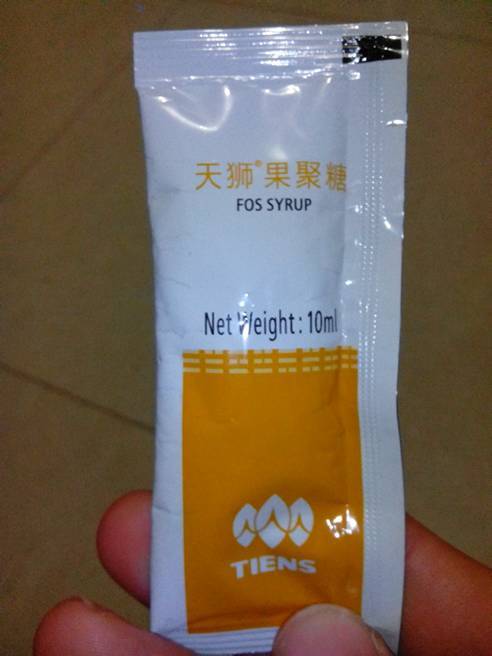 天狮®果聚糖
FOS SYRUP
Net Weight: 10ml
TIENS